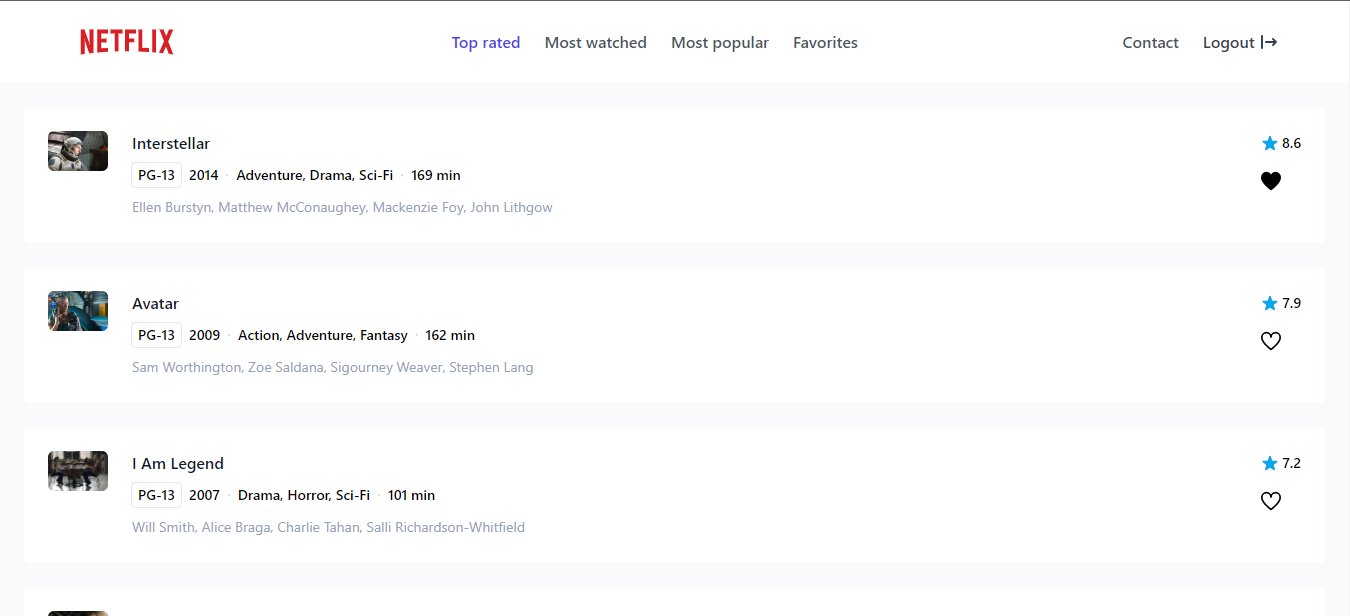 NETFLIX Top rated Most watched Most popular Favorites Contact Logout
Interstellar 8.6
PG-13 2014 · Adventure, Drama, Sci-Fi · 169 min
Ellen Burstyn, Matthew McConaughey, Mackenzie Foy, John Lithgow
Avatar 7.9
PG-13 2009 · Action, Adventure, Fantasy · 162 min
Sam Worthington, Zoe Saldana, Sigourney Weaver, Stephen Lang
I Am Legend 7.2
PG-13 2007 · Drama, Horror, Sci-Fi · 101 min
Will Smith, Alice Braga, Charlie Tahan, Salli Richardson-Whitfield